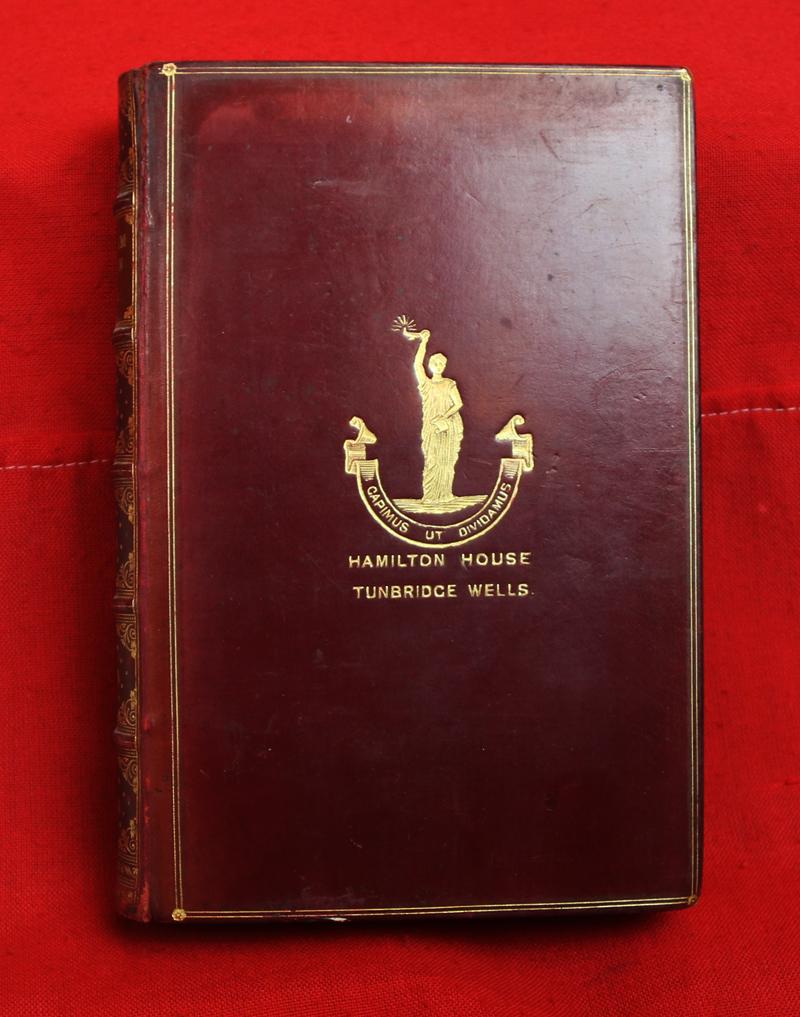 CAPIMUS UT DIVIDAMUS
HAMILTON HOUSE
TUNBRIDGE WELLS.